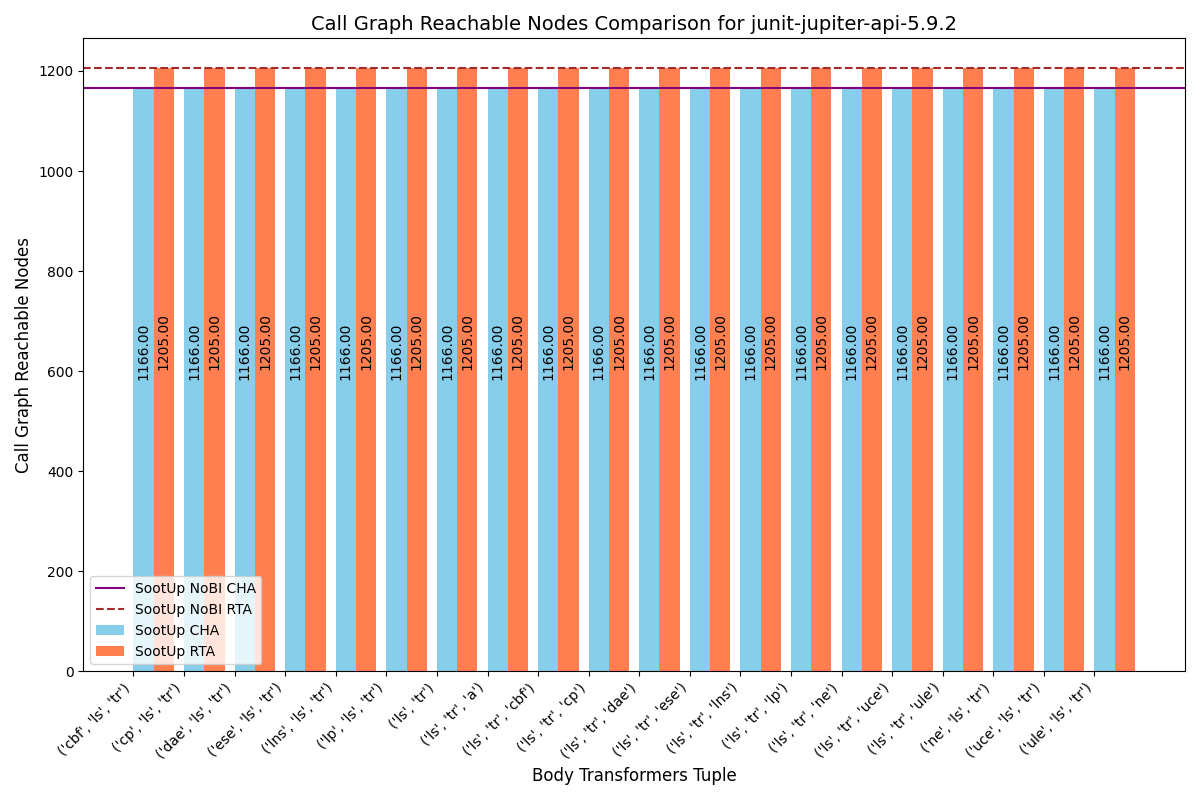 Call Graph Reachable Nodes Comparison for junit-jupiter-api-5.9.2
Call Graph Reachable Nodes
1200
1000
800
600
400
200
0
1166.00
1205.00
1166.00
1205.00
1166.00
1205.00
1166.00
1205.00
1166.00
1205.00
1166.00
1205.00
1166.00
1205.00
1166.00
1205.00
1166.00
1205.00
1166.00
1205.00
1166.00
1205.00
1166.00
1205.00
1166.00
1205.00
1166.00
1205.00
1166.00
1205.00
1166.00
1205.00
1166.00
1205.00
1166.00
1205.00
1166.00
1205.00
1166.00
1205.00
SootUp NoBI CHA
SootUp NoBI RTA
SootUp CHA
SootUp RTA
('cbf', 'ls', 'tr')
('cp', 'ls', 'tr')
('dae', 'ls', 'tr')
('ese', 'ls', 'tr')
('lns', 'ls', 'tr')
('lp', 'ls', 'tr')
('ls', 'tr')
('ls', 'tr', 'a')
('ls', 'tr', 'cbf')
('ls', 'tr', 'cp')
('ls', 'tr', 'dae')
('ls', 'tr', 'ese')
('ls', 'tr', 'lns')
('ls', 'tr', 'lp')
('ls', 'tr', 'ne')
('ls', 'tr', 'uce')
('ls', 'tr', 'ule')
('ne', 'ls', 'tr')
('uce', 'ls', 'tr')
('ule', 'ls', 'tr')
Body Transformers Tuple